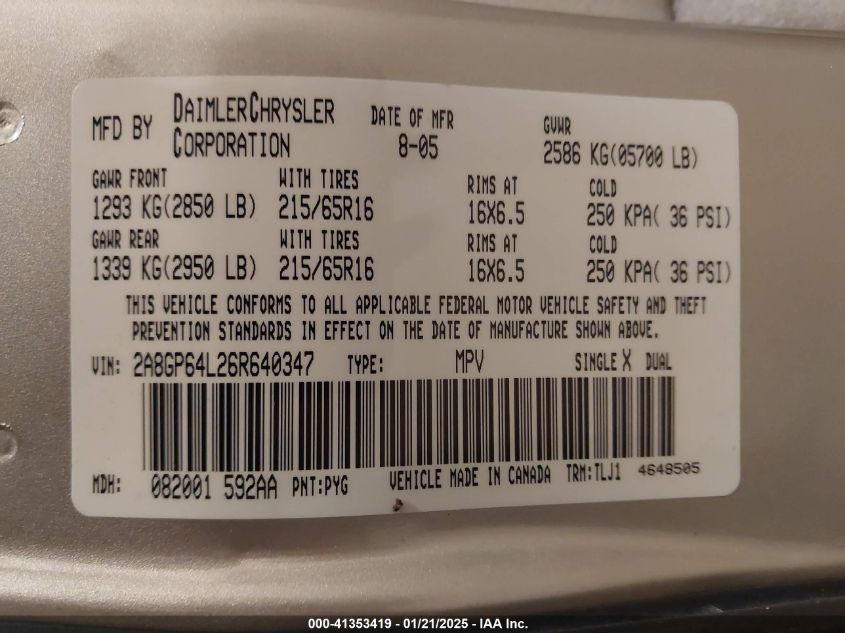 MFD BY DAIMLERCHRYSLER CORPORATION DATE OF MFR 8-05 GVWR 2586 KG(05700 LB)
GAWR FRONT WITH TIRES RIMS AT COLD
1293 KG(2850 LB) 215/65R16 16X6.5 250 KPA( 36 PSI)
GAWR REAR WITH TIRES RIMS AT COLD
1339 KG(2950 LB) 215/65R16 16X6.5 250 KPA( 36 PSI)
THIS VEHICLE CONFORMS TO ALL APPLICABLE FEDERAL MOTOR VEHICLE SAFETY AND THEFT
PREVENTION STANDARDS IN EFFECT ON THE DATE OF MANUFACTURE SHOWN ABOVE.
VIN: 2A8GP64L26R640347 TYPE: MPV SINGLE X DUAL
MDH: 082001 592AA PNT:PYG VEHICLE MADE IN CANADA TRM:TLJ1 4648505
000-41353419 - 01/21/2025 - IAA Inc.